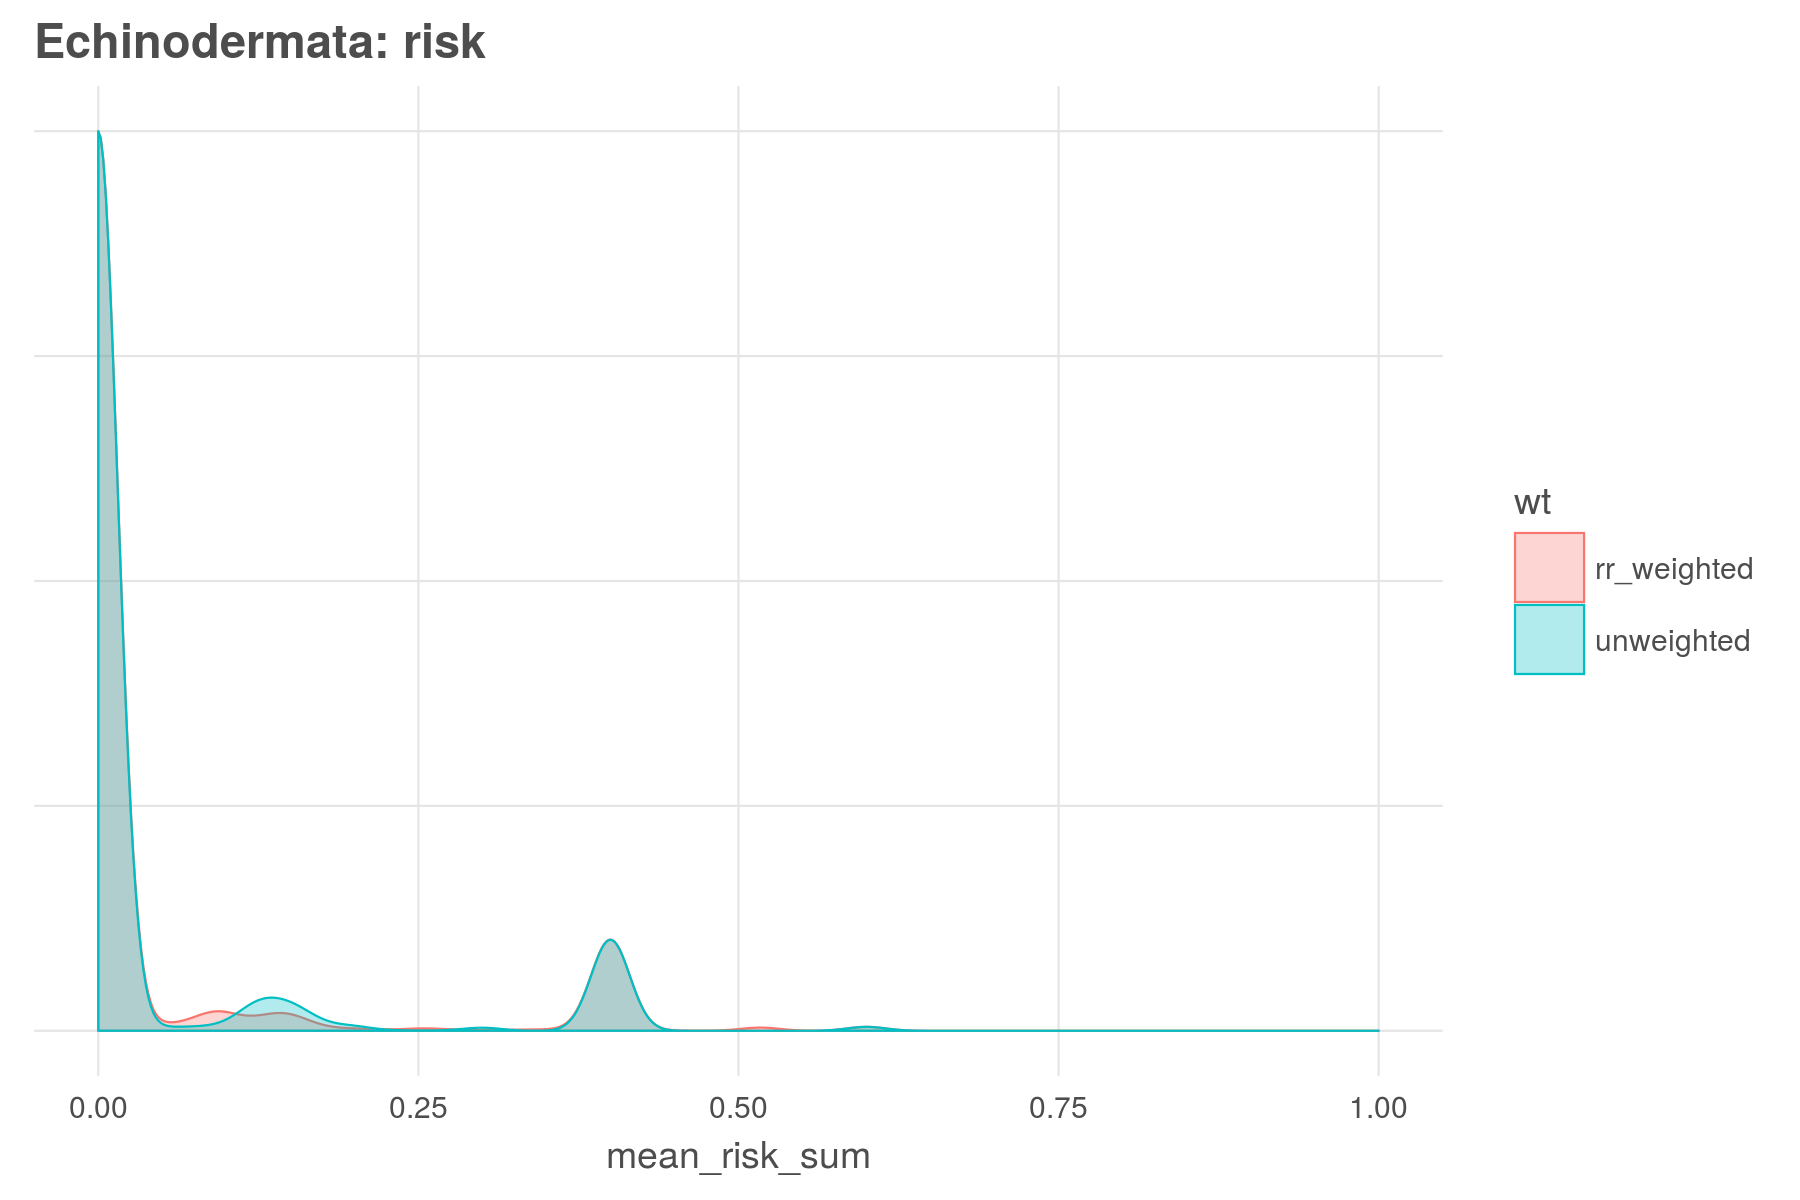 Echinodermata: risk
wt
rr_weighted
unweighted
0.00 0.25 0.50 0.75 1.00
mean_risk_sum